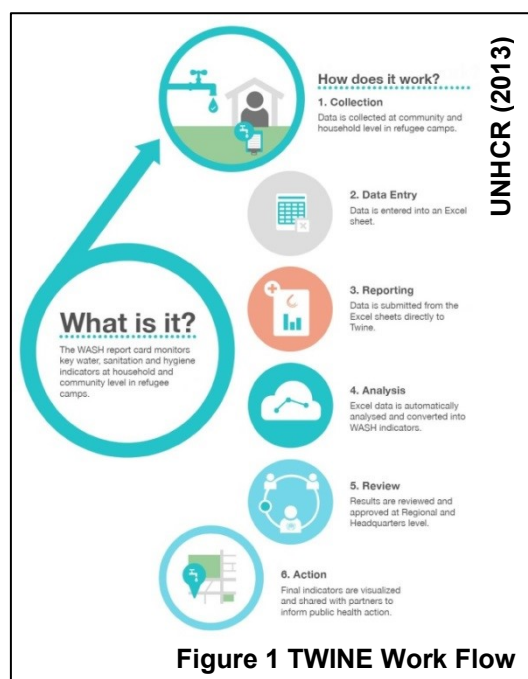 UNHCR (2013)
How does it work?
1. Collection
Data is collected at community and
household level in refugee camps.
2. Data Entry
Data is entered into an Excel
sheet.
What is it?
The WASH report card monitors
key water, sanitation and hygiene
indicators at household and
community level in refugee
camps.
3. Reporting
Data is submitted from the
Excel sheets directly to
Twine.
4. Analysis
Excel data is automatically
analysed and converted into
WASH indicators.
5. Review
Results are reviewed and
approved at Regional and
Headquarters level.
6. Action
Final indicators are visualized
and shared with partners to
inform public health action.
Figure 1 TWINE Work Flow